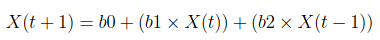 X(t + 1) = b0 + (b1 × X(t)) + (b2 × X(t − 1))